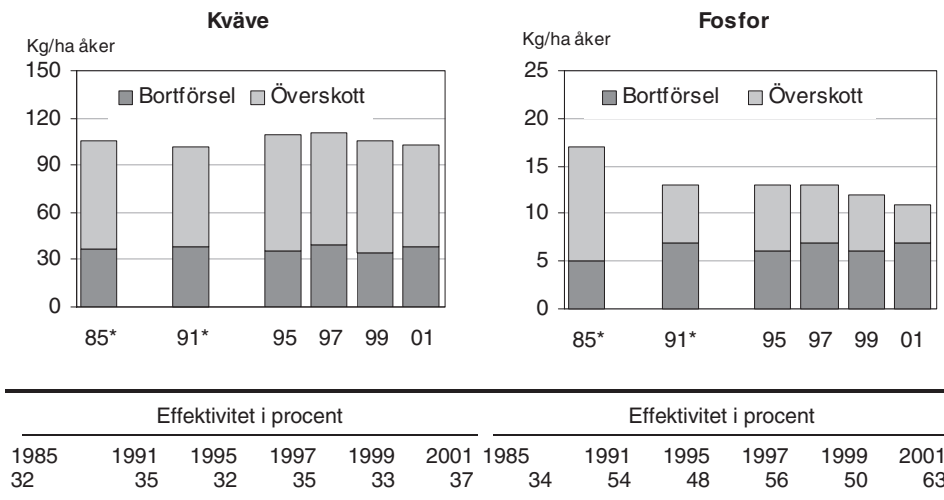 Kväve
Kg/ha åker
150
120
90
60
30
0
Bortförsel Överskott
85* 91* 95 97 99 01
Fosfor
Kg/ha åker
25
20
15
10
5
0
Bortförsel Överskott
85* 91* 95 97 99 01
Effektivitet i procent Effektivitet i procent
1985 1991 1995 1997 1999 2001 1985 1991 1995 1997 1999 2001
32 35 32 35 33 37 34 54 48 56 50 63